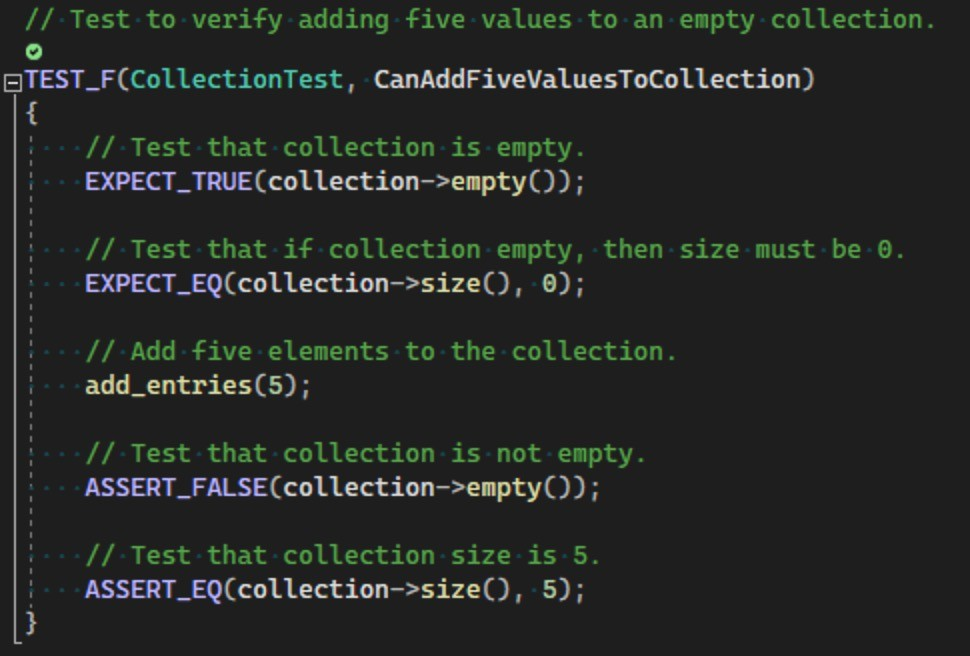 // Test to verify adding five values to an empty collection.
TEST_F(CollectionTest, CanAddFiveValuesToCollection)
{
    // Test that collection is empty.
    EXPECT_TRUE(collection->empty());
    // Test that if collection empty, then size must be 0.
    EXPECT_EQ(collection->size(), 0);
    // Add five elements to the collection.
    add_entries(5);
    // Test that collection is not empty.
    ASSERT_FALSE(collection->empty());
    // Test that collection size is 5.
    ASSERT_EQ(collection->size(), 5);
}